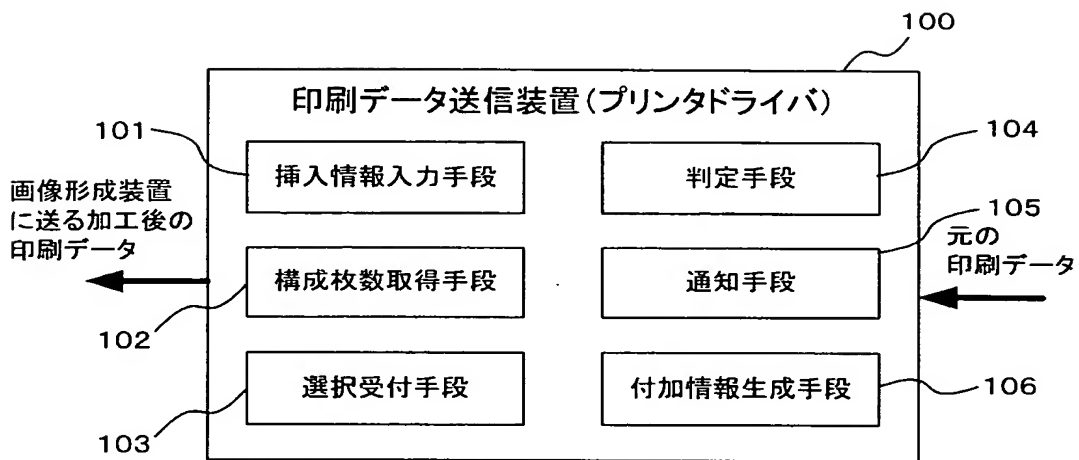 100
印刷データ送信装置(プリンタドライバ)
101
104
挿入情報入力手段
判定手段
画像形成装置
に送る加工後の
印刷データ
105
元の
印刷データ
構成枚数取得手段
通知手段
102
選択受付手段
付加情報生成手段
106
103